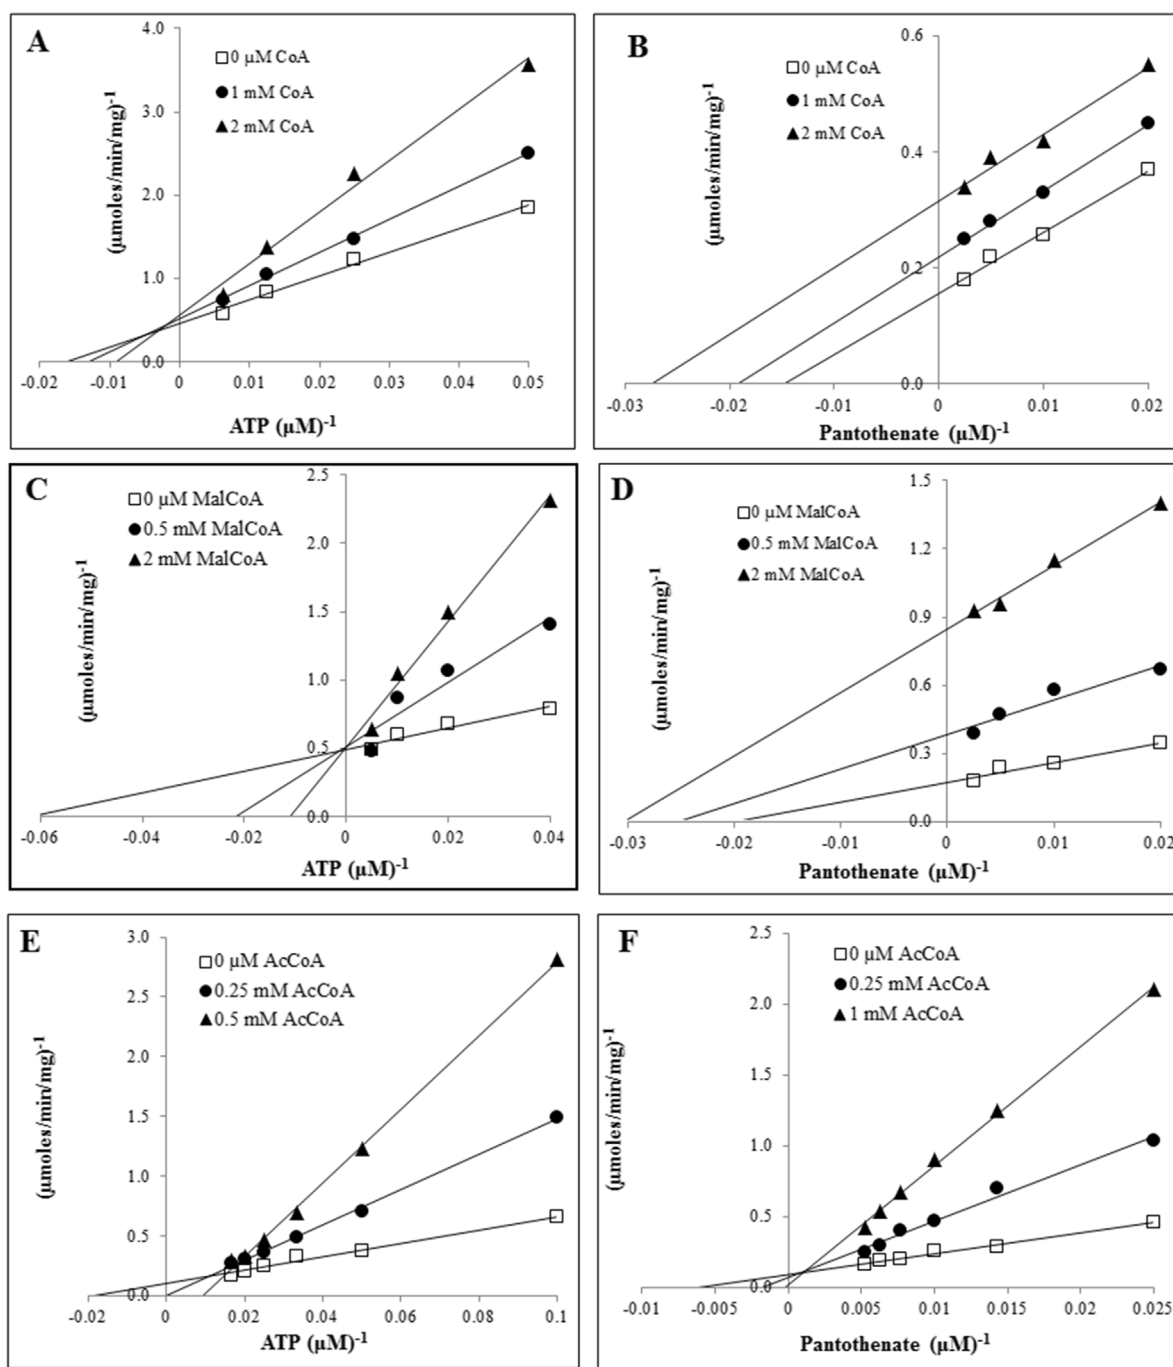 A
4.0
□ 0 µM CoA
● 1 mM CoA
▲ 2 mM CoA
(µmoles/min/mg)-1
3.0
2.0
1.0
0.0
-0.02 -0.01 0 0.01 0.02 0.03 0.04 0.05
ATP (µM)-1
B
0.6
□ 0 µM CoA
● 1 mM CoA
▲ 2 mM CoA
(µmoles/min/mg)-1
0.4
0.2
0.0
-0.03 -0.02 -0.01 0 0.01 0.02
Pantothenate (µM)-1
C
2.5
□ 0 µM MalCoA
● 0.5 mM MalCoA
▲ 2 mM MalCoA
(µmoles/min/mg)-1
2.0
1.5
1.0
0.5
0.0
-0.06 -0.04 -0.02 0 0.02 0.04
ATP (µM)-1
D
1.5
□ 0 µM MalCoA
● 0.5 mM MalCoA
▲ 2 mM MalCoA
(µmoles/min/mg)-1
1.2
0.9
0.6
0.3
0.0
-0.03 -0.02 -0.01 0 0.01 0.02
Pantothenate (µM)-1
E
3.0
□ 0 µM AcCoA
● 0.25 mM AcCoA
▲ 0.5 mM AcCoA
(µmoles/min/mg)-1
2.5
2.0
1.5
1.0
0.5
0.0
-0.02 0 0.02 0.04 0.06 0.08 0.1
ATP (µM)-1
F
2.5
□ 0 µM AcCoA
● 0.25 mM AcCoA
▲ 1 mM AcCoA
(µmoles/min/mg)-1
2.0
1.5
1.0
0.5
0.0
-0.01 -0.005 0 0.005 0.01 0.015 0.02 0.025
Pantothenate (µM)-1